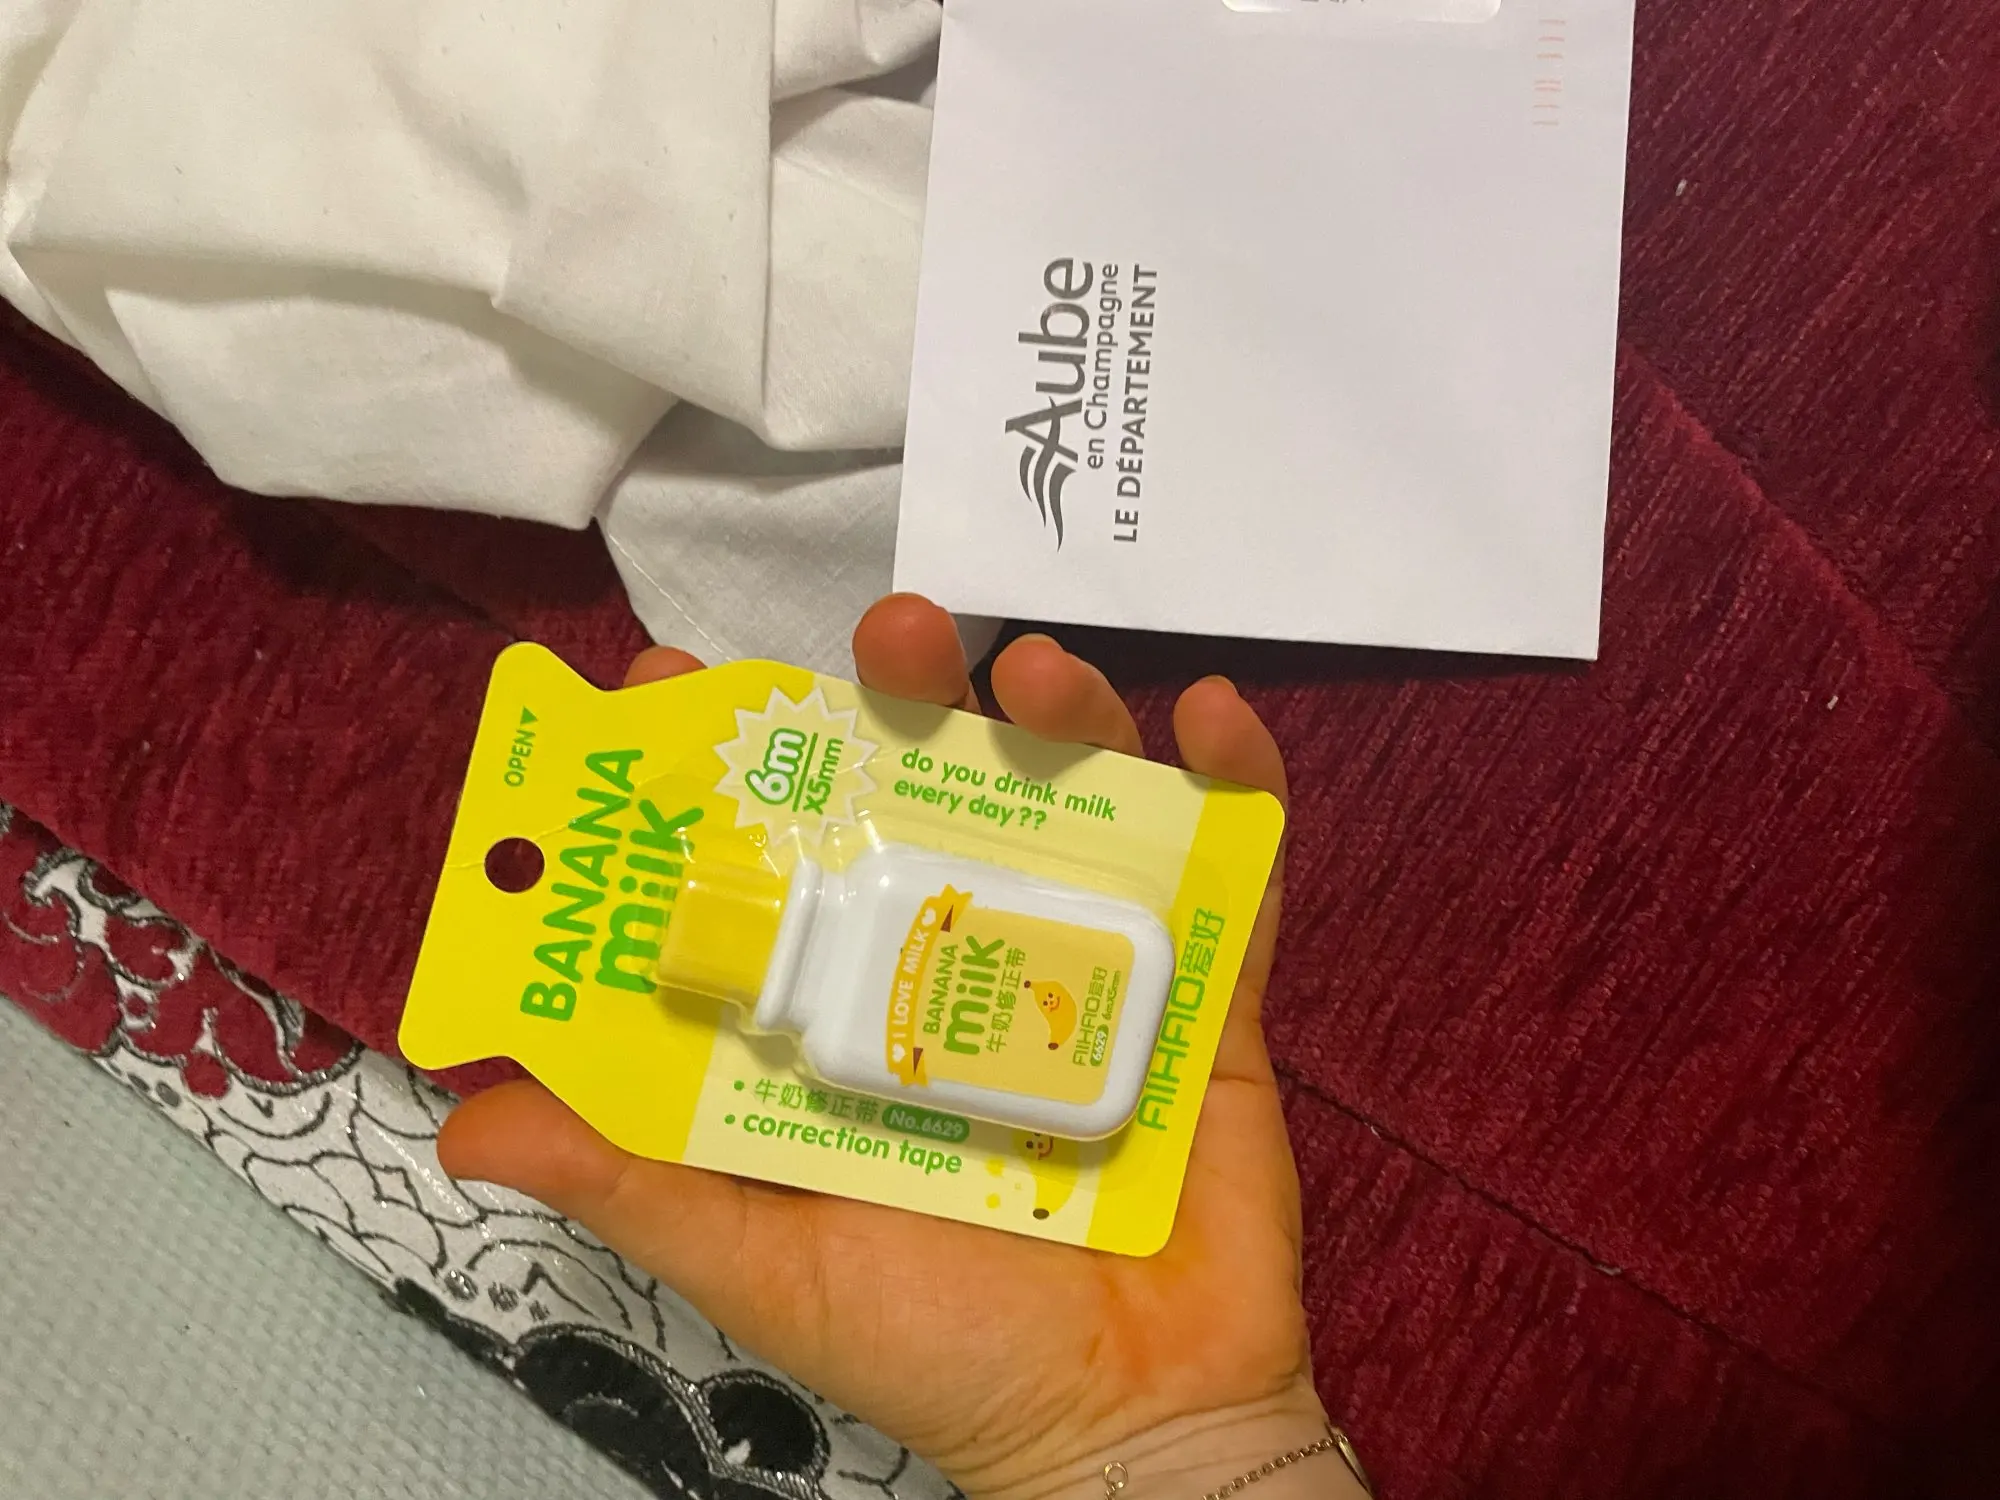 Aube
en Champagne
LE DÉPARTEMENT
OPEN▼
BANANA
milk
6m
x5mm
do you drink milk
every day??
I LOVE MILK
BANANA
milk
牛奶修正带
AIHAO爱好
6629 6mX5mm
• 牛奶修正带 No.6629
• correction tape
AIHAO爱好